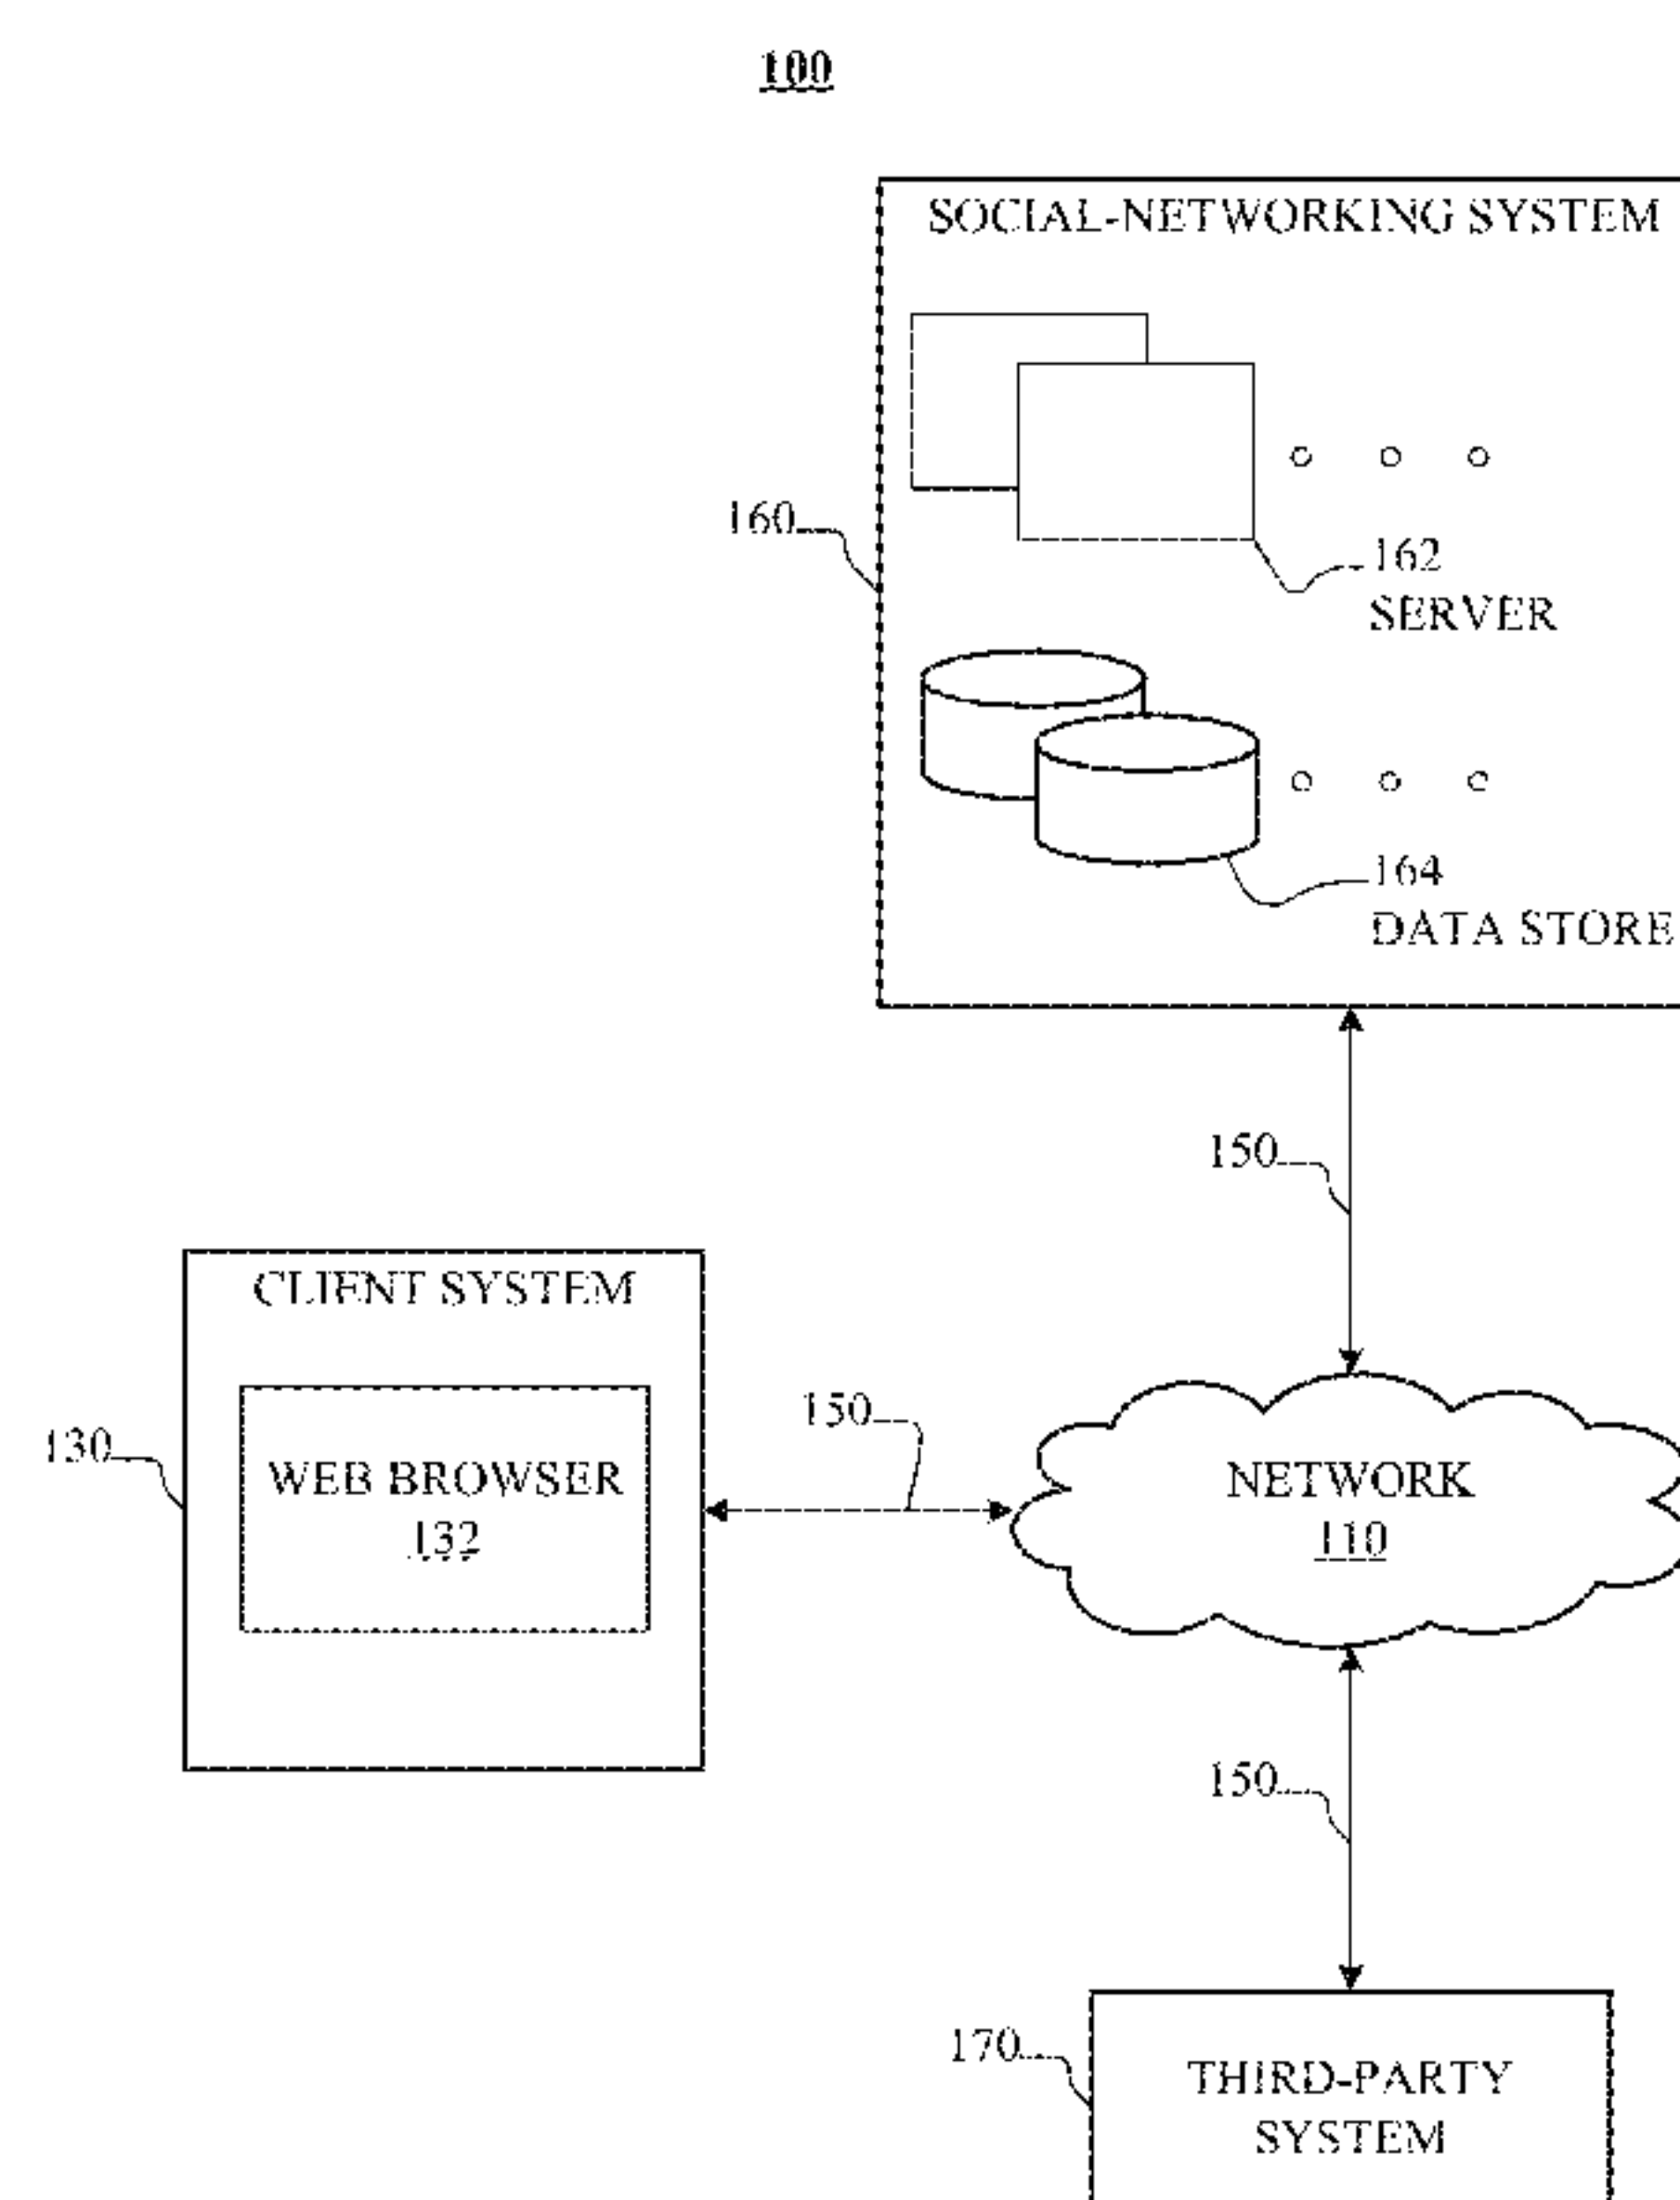 100
SOCIAL-NETWORKING SYSTEM
160
162
SERVER
164
DATA STORE
150
CLIENT SYSTEM
130
WEB BROWSER
132
150
NETWORK
110
150
170
THIRD-PARTY
SYSTEM